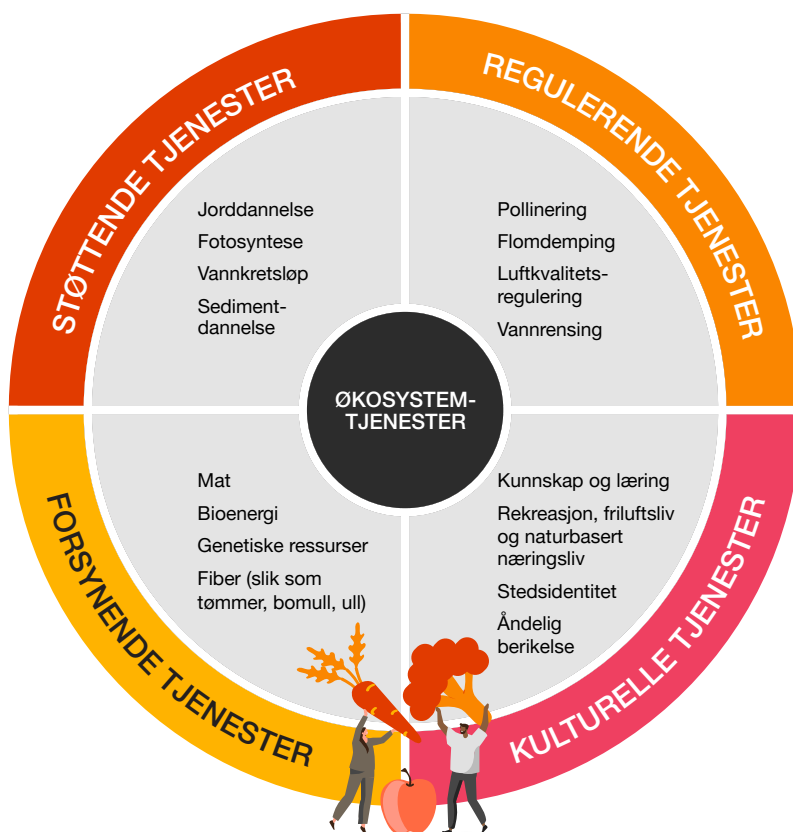 STØTTENDE TJENESTER
Jorddannelse
Fotosyntese
Vannkretsløp
Sediment-
dannelse
REGULERENDE TJENESTER
Pollinering
Flomdemping
Luftkvalitets-
regulering
Vannrensing
ØKOSYSTEM-
TJENESTER
FORSYNENDE TJENESTER
Mat
Bioenergi
Genetiske ressurser
Fiber (slik som
tømmer, bomull, ull)
KULTURELLE TJENESTER
Kunnskap og læring
Rekreasjon, friluftsliv
og naturbasert
næringsliv
Stedsidentitet
Åndelig
berikelse